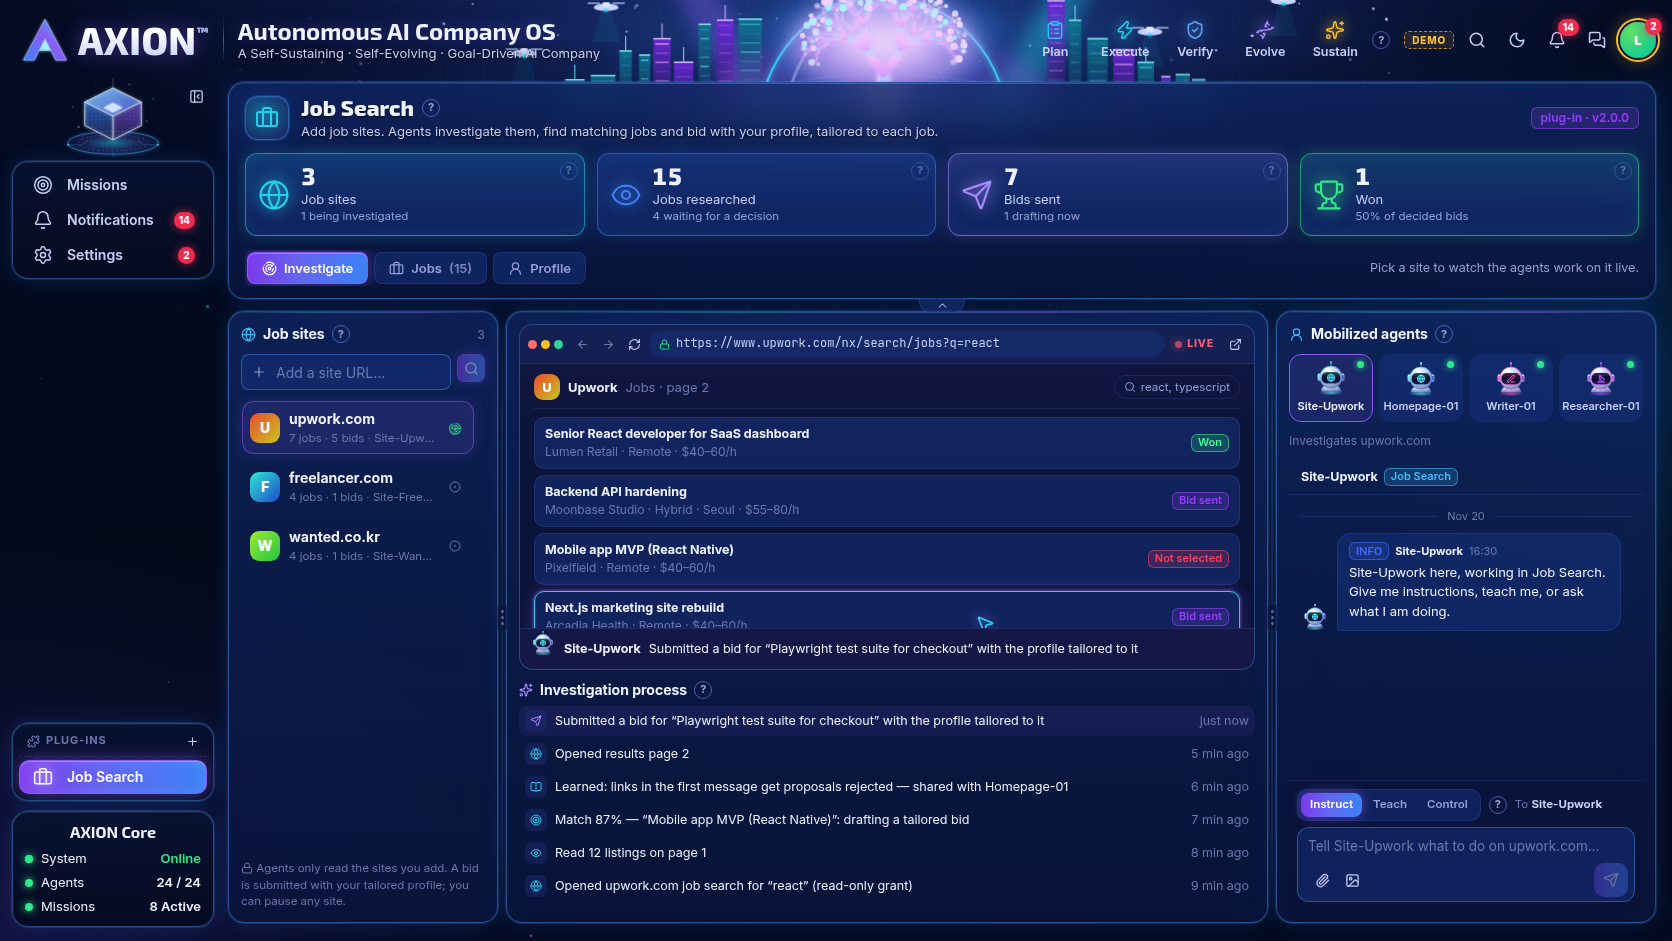 AXION™
Autonomous AI Company OS
A Self-Sustaining · Self-Evolving · Goal-Driven AI Company
Plan
Execute
Verify
Evolve
Sustain
?
DEMO
14
L
2
Missions
Notifications
14
Settings
2
PLUG-INS
+
Job Search
AXION Core
System
Online
Agents
24 / 24
Missions
8 Active
Job Search
?
Add job sites. Agents investigate them, find matching jobs and bid with your profile, tailored to each job.
plug-in · v2.0.0
3
Job sites
1 being investigated
?
15
Jobs researched
4 waiting for a decision
?
7
Bids sent
1 drafting now
?
1
Won
50% of decided bids
?
Investigate
Jobs (15)
Profile
Pick a site to watch the agents work on it live.
Job sites
?
3
+ Add a site URL...
U
upwork.com
7 jobs · 5 bids · Site-Upw...
F
freelancer.com
4 jobs · 1 bids · Site-Free...
W
wanted.co.kr
4 jobs · 1 bids · Site-Wan...
Agents only read the sites you add. A bid
is submitted with your tailored profile; you
can pause any site.
https://www.upwork.com/nx/search/jobs?q=react
LIVE
U
Upwork
Jobs · page 2
react, typescript
Senior React developer for SaaS dashboard
Lumen Retail · Remote · $40–60/h
Won
Backend API hardening
Moonbase Studio · Hybrid · Seoul · $55–80/h
Bid sent
Mobile app MVP (React Native)
Pixelfield · Remote · $40–60/h
Not selected
Next.js marketing site rebuild
Arcadia Health · Remote · $40–60/h
Bid sent
Site-Upwork Submitted a bid for “Playwright test suite for checkout” with the profile tailored to it
Investigation process
?
Submitted a bid for “Playwright test suite for checkout” with the profile tailored to it
just now
Opened results page 2
5 min ago
Learned: links in the first message get proposals rejected — shared with Homepage-01
6 min ago
Match 87% — “Mobile app MVP (React Native)”: drafting a tailored bid
7 min ago
Read 12 listings on page 1
8 min ago
Opened upwork.com job search for “react” (read-only grant)
9 min ago
Mobilized agents
?
Site-Upwork
Homepage-01
Writer-01
Researcher-01
Investigates upwork.com
Site-Upwork
Job Search
Nov 20
INFO
Site-Upwork
16:30
Site-Upwork here, working in Job Search.
Give me instructions, teach me, or ask
what I am doing.
Instruct
Teach
Control
?
To Site-Upwork
Tell Site-Upwork what to do on upwork.com...